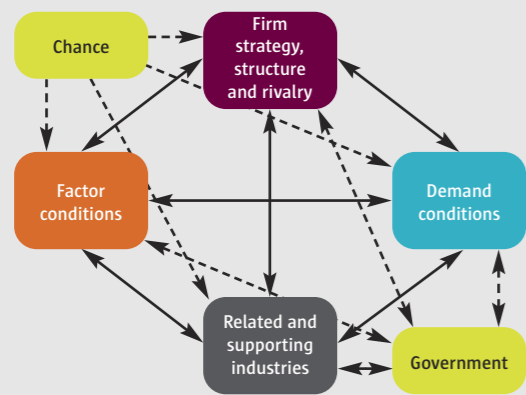 Chance
Firm
strategy,
structure
and rivalry
Factor
conditions
Demand
conditions
Related and
supporting
industries
Government